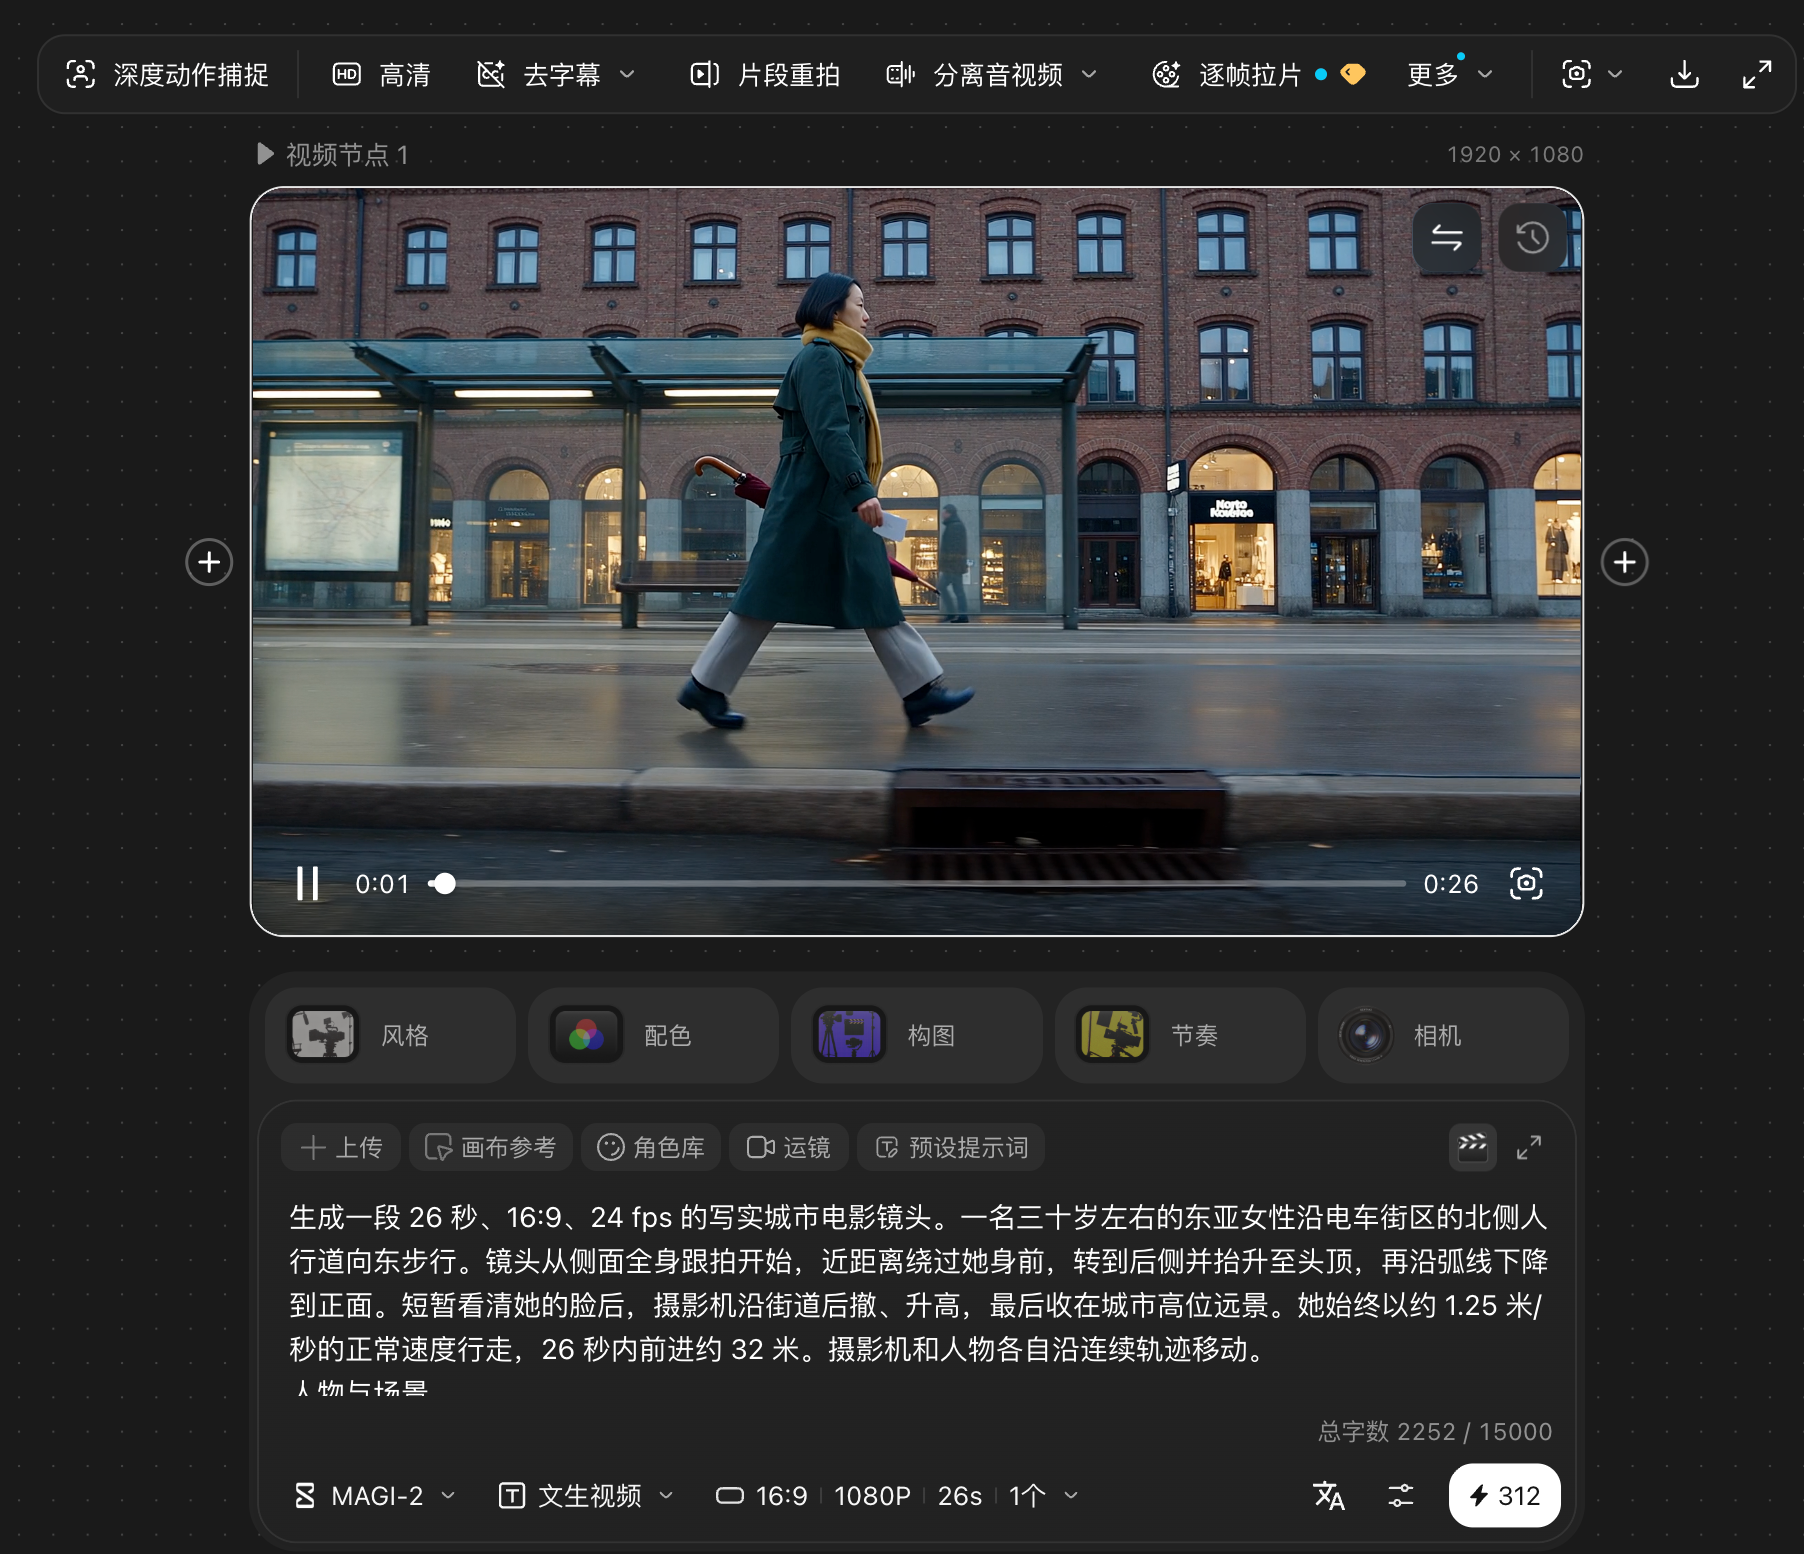 深度动作捕捉
HD 高清
去字幕
片段重拍
分离音视频
逐帧拉片
更多
视频节点 1
1920 × 1080
0:01
0:26
风格
配色
构图
节奏
相机
上传
画布参考
角色库
运镜
预设提示词
生成一段 26 秒、16:9、24 fps 的写实城市电影镜头。一名三十岁左右的东亚女性沿电车街区的北侧人
行道向东步行。镜头从侧面全身跟拍开始，近距离绕过她身前，转到后侧并抬升至头顶，再沿弧线下降
到正面。短暂看清她的脸后，摄影机沿街道后撤、升高，最后收在城市高位远景。她始终以约 1.25 米/
秒的正常速度行走，26 秒内前进约 32 米。摄影机和人物各自沿连续轨迹移动。
人物与场景
总字数 2252 / 15000
MAGI-2
文生视频
16:9
1080P
26s
1个
312